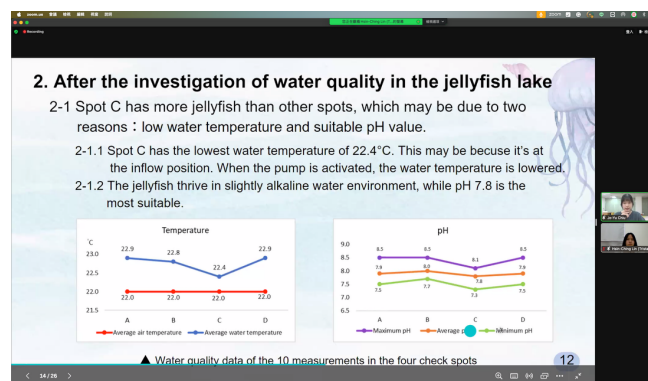 zoom.us
zoom
Recording
2. After the investigation of water quality in the jellyfish lake
2-1 Spot C has more jellyfish than other spots, which may be due to two
reasons：low water temperature and suitable pH value.
2-1.1 Spot C has the lowest water temperature of 22.4°C. This may be becuse it's at
the inflow position. When the pump is activated, the water temperature is lowered.
2-1.2 The jellyfish thrive in slightly alkaline water environment, while pH 7.8 is the
most suitable.
Temperature
°C
23.0
22.5
22.0
21.5
22.9
22.8
22.4
22.9
22.0
22.0
22.0
22.0
A
B
C
D
Average air temperature
Average water temperature
pH
9.0
8.5
8.0
7.5
7.0
6.5
8.5
8.5
8.1
8.5
7.9
8.0
7.8
7.9
7.5
7.7
7.3
7.5
A
B
C
D
Maximum pH
Average p
Minimum pH
▲ Water quality data of the 10 measurements in the four check spots
12
14 / 26